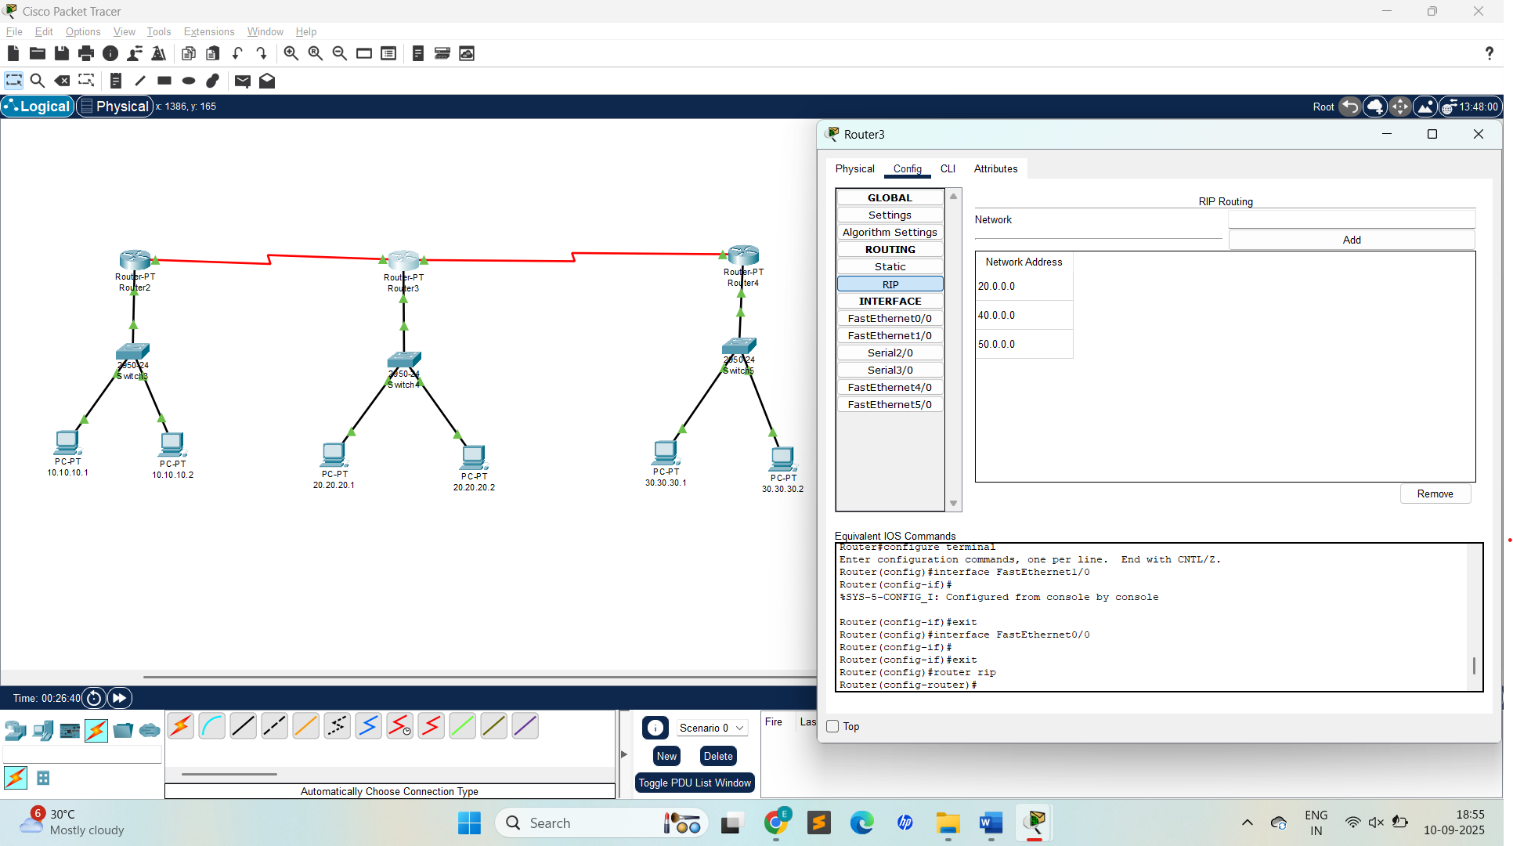 Cisco Packet Tracer
File Edit Options View Tools Extensions Window Help
?
Logical Physical x: 1386, y: 165 Root 13:48:00
Router-PT
Router2
Router-PT
Router3
Router-PT
Router4
2950-24
Switch3
2950-24
Switch4
2950-24
Switch5
PC-PT
10.10.10.1
PC-PT
10.10.10.2
PC-PT
20.20.20.1
PC-PT
20.20.20.2
PC-PT
30.30.30.1
PC-PT
30.30.30.2
Router3
Physical Config CLI Attributes
GLOBAL
Settings
Algorithm Settings
ROUTING
Static
RIP
INTERFACE
FastEthernet0/0
FastEthernet1/0
Serial2/0
Serial3/0
FastEthernet4/0
FastEthernet5/0
RIP Routing
Network
Add
Network Address
20.0.0.0
40.0.0.0
50.0.0.0
Remove
Equivalent IOS Commands
Router#configure terminal
Enter configuration commands, one per line. End with CNTL/Z.
Router(config)#interface FastEthernet1/0
Router(config-if)#
%SYS-5-CONFIG_I: Configured from console by console
Router(config-if)#exit
Router(config)#interface FastEthernet0/0
Router(config-if)#
Router(config-if)#exit
Router(config)#router rip
Router(config-router)#
Top
Time: 00:26:40
Scenario 0
New Delete
Toggle PDU List Window
Fire Las
Automatically Choose Connection Type
6
30°C
Mostly cloudy
Search
E
ENG
IN
18:55
10-09-2025